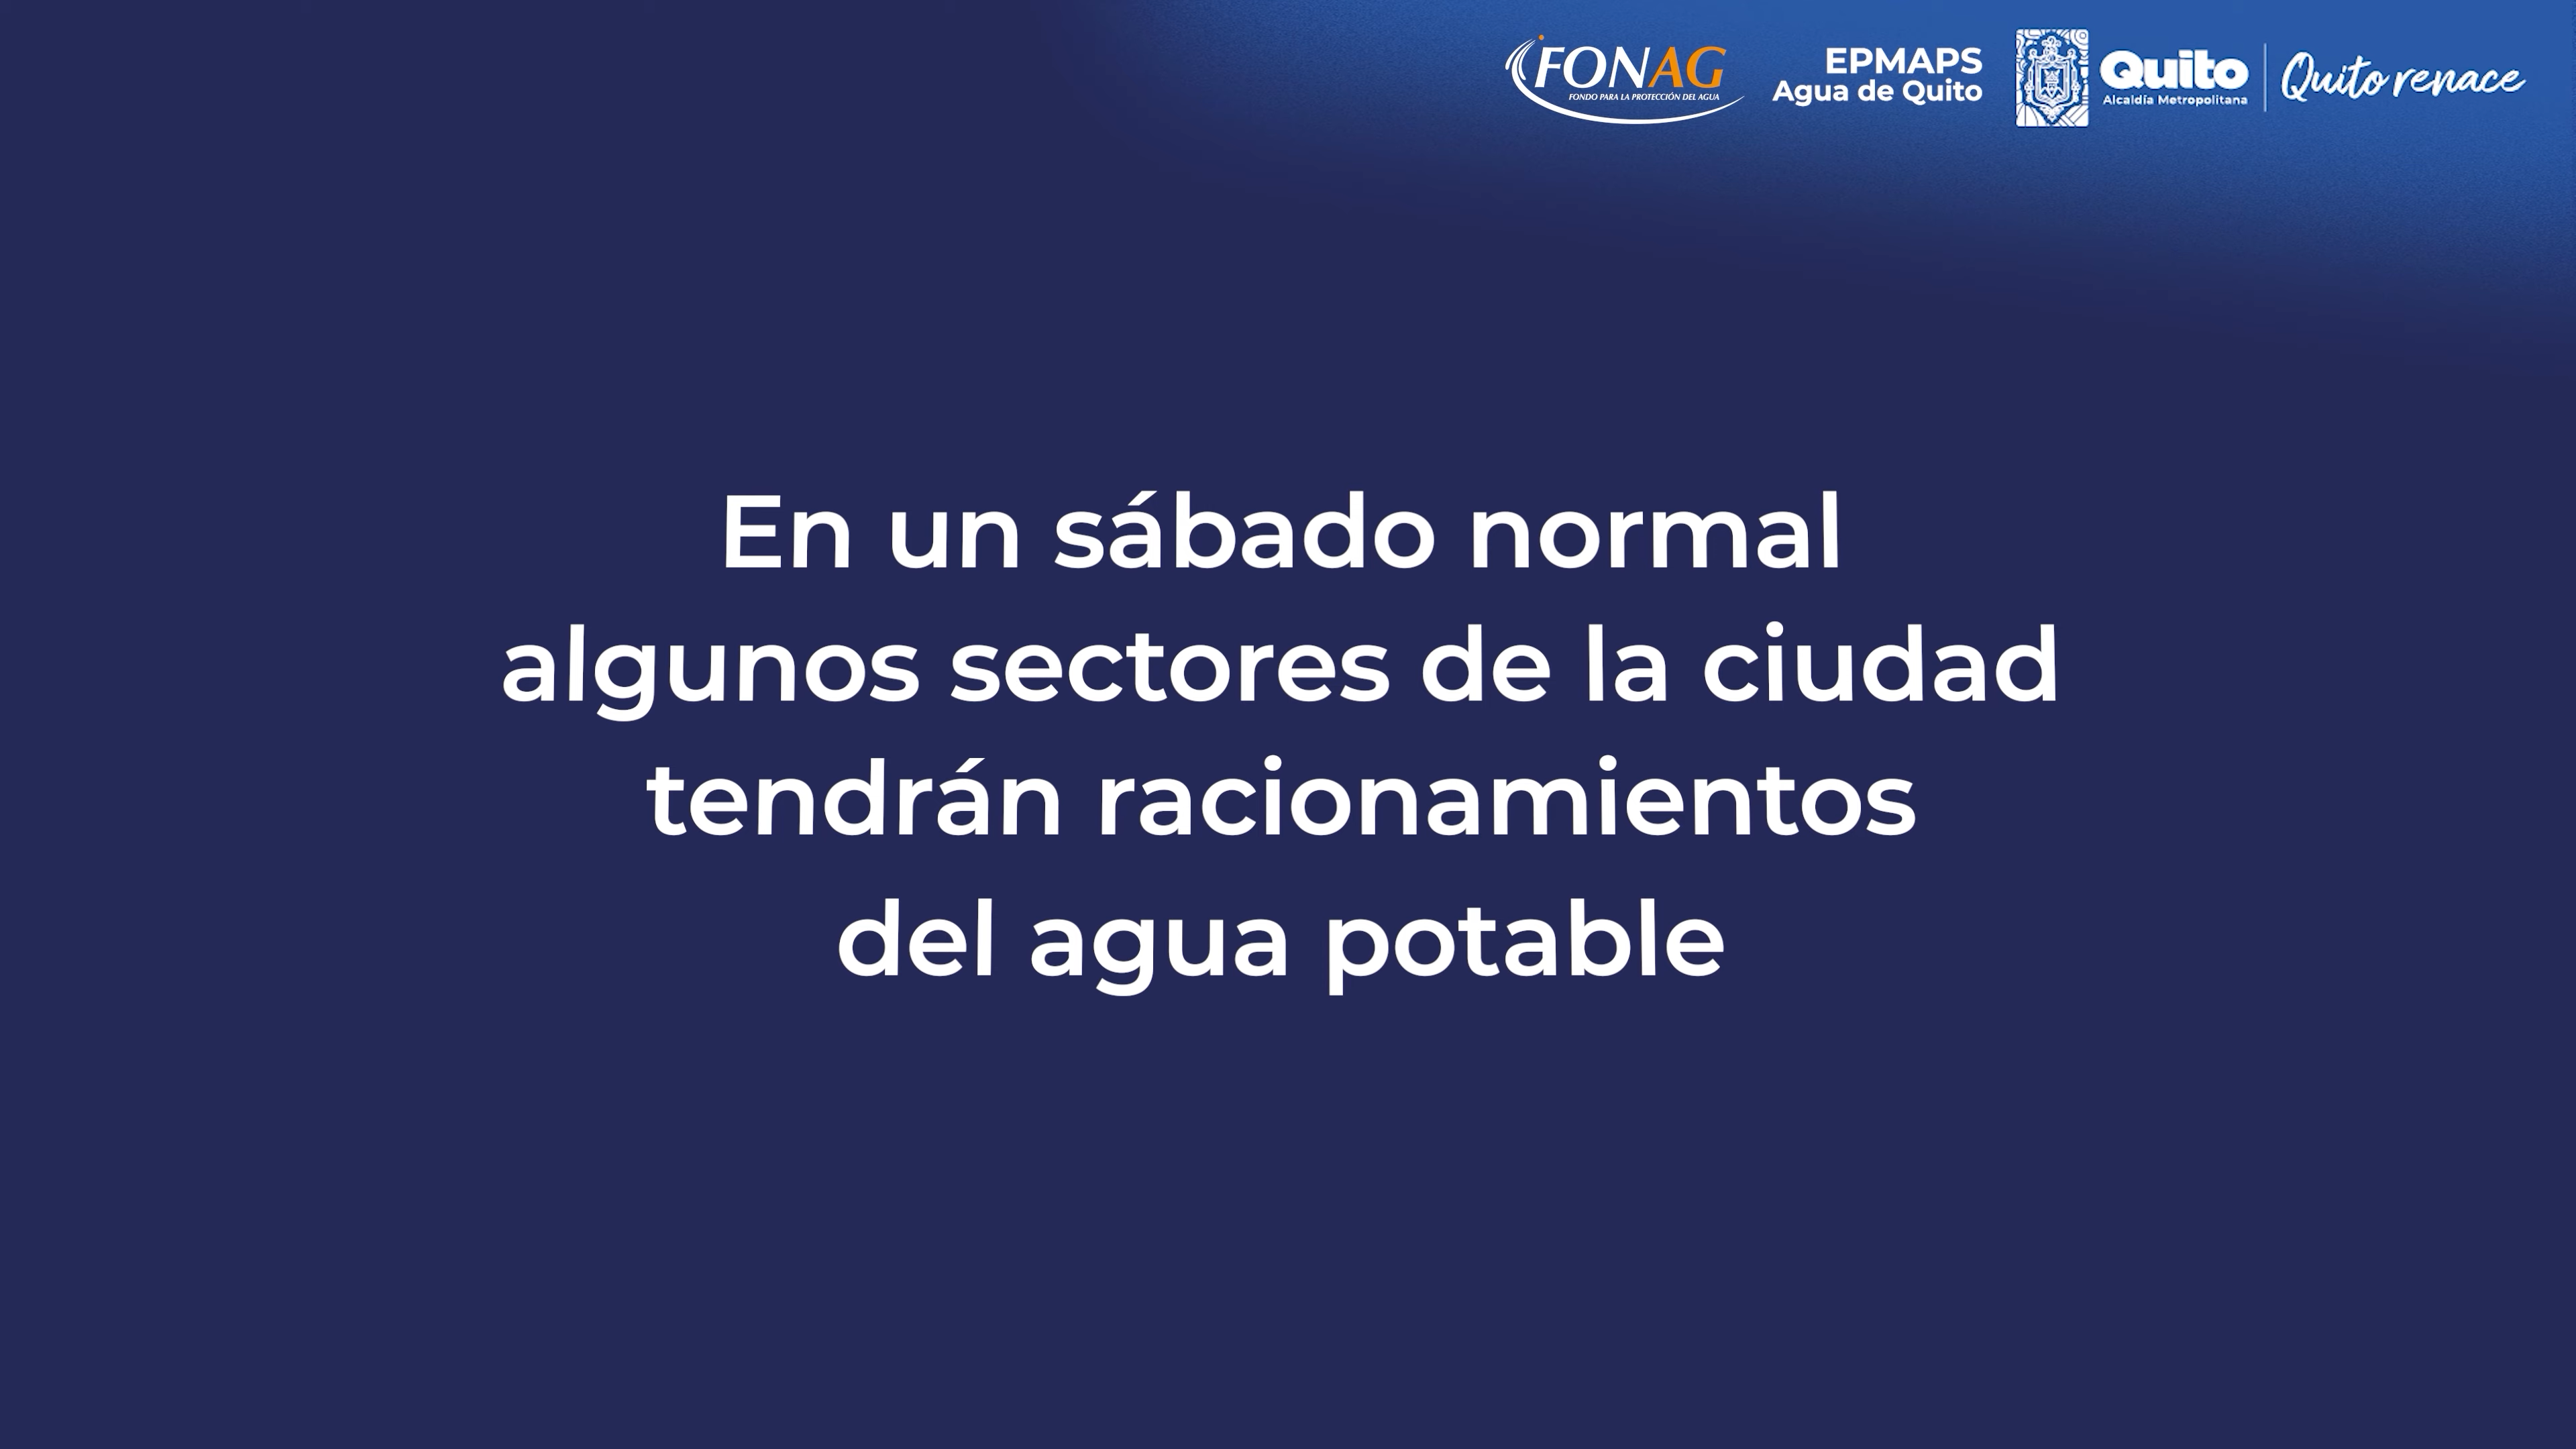 FONAG
FONDO PARA LA PROTECCIÓN DEL AGUA
EPMAPS
Agua de Quito
Quito
Alcaldía Metropolitana
Quito renace
En un sábado normal
algunos sectores de la ciudad
tendrán racionamientos
del agua potable